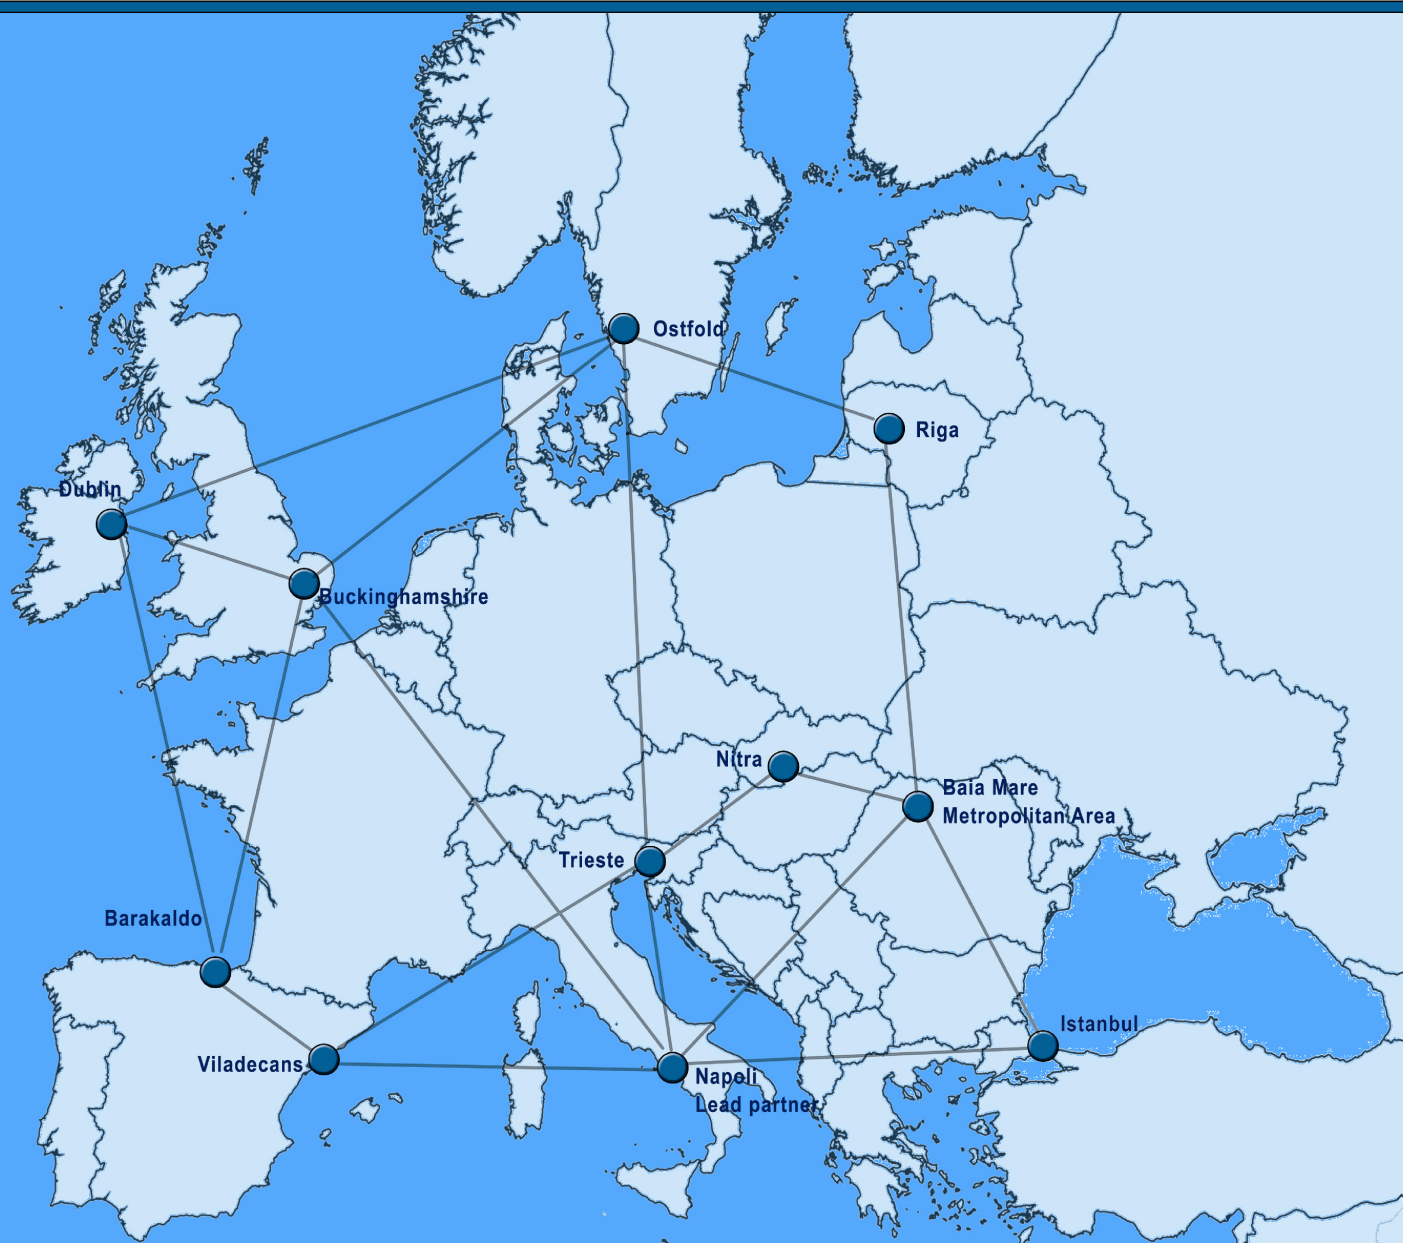 Ostfold
Riga
Dublin
Buckinghamshire
Nitra
Baia Mare
Metropolitan Area
Trieste
Barakaldo
Istanbul
Viladecans
Napoli
Lead partner